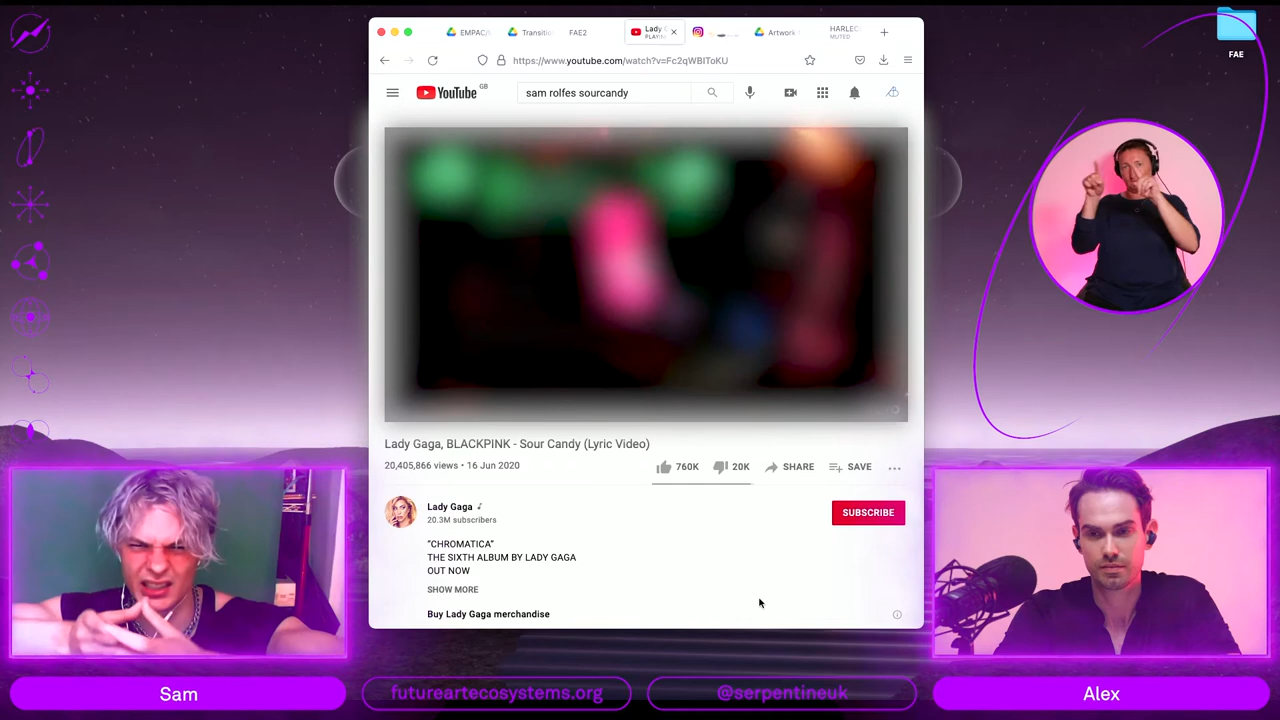 EMPAC/
Transitio
FAE2
Lady G
PLAYIN
Artwork
HARLEC
MUTED
FAE
https://www.youtube.com/watch?v=Fc2qWBIToKU
YouTube GB
sam rolfes sourcandy
Lady Gaga, BLACKPINK - Sour Candy (Lyric Video)
20,405,866 views • 16 Jun 2020
760K
20K
SHARE
SAVE
Lady Gaga
20.3M subscribers
SUBSCRIBE
“CHROMATICA”
THE SIXTH ALBUM BY LADY GAGA
OUT NOW
SHOW MORE
Buy Lady Gaga merchandise
Sam
futureartecosystems.org
@serpentineuk
Alex